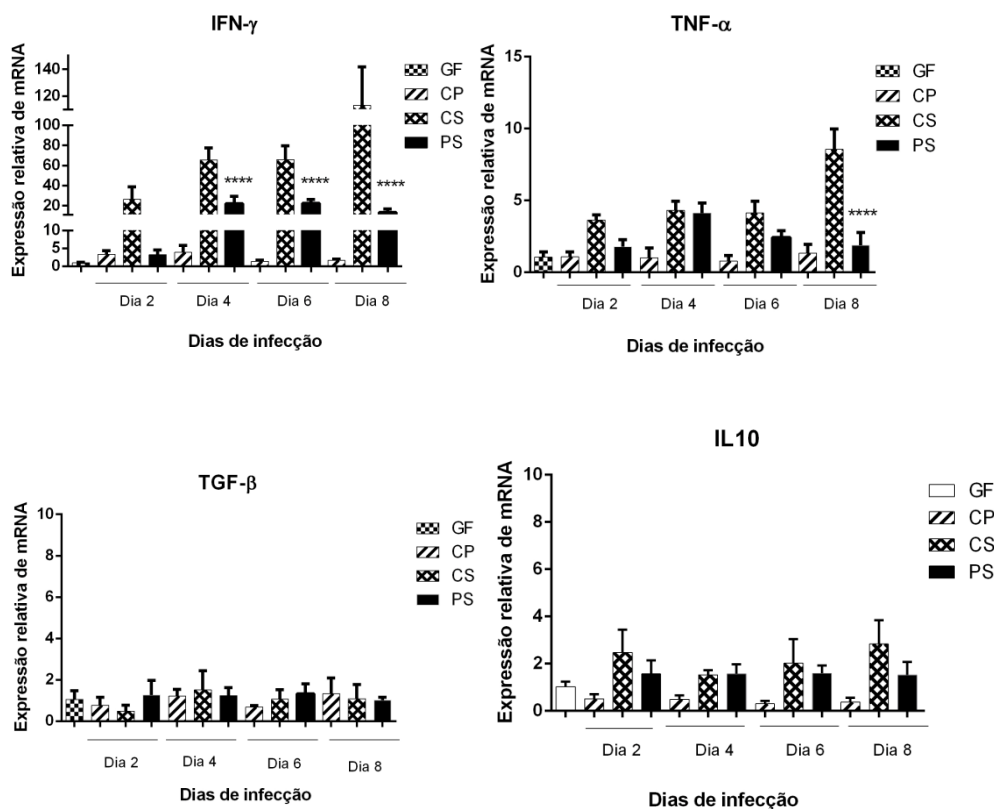 IFN-γ
Expressão relativa de mRNA
140
120
100
80
60
40
20
10
5
0
****
****
****
GF
CP
CS
PS
Dia 2
Dia 4
Dia 6
Dia 8
Dias de infecção
TNF-α
Expressão relativa de mRNA
15
10
5
0
****
GF
CP
CS
PS
Dia 2
Dia 4
Dia 6
Dia 8
Dias de infecção
TGF-β
Expressão relativa de mRNA
10
8
6
4
2
0
GF
CP
CS
PS
Dia 2
Dia 4
Dia 6
Dia 8
Dias de infecção
IL10
Expressão relativa de mRNA
10
8
6
4
2
0
GF
CP
CS
PS
Dia 2
Dia 4
Dia 6
Dia 8
Dias de infecção